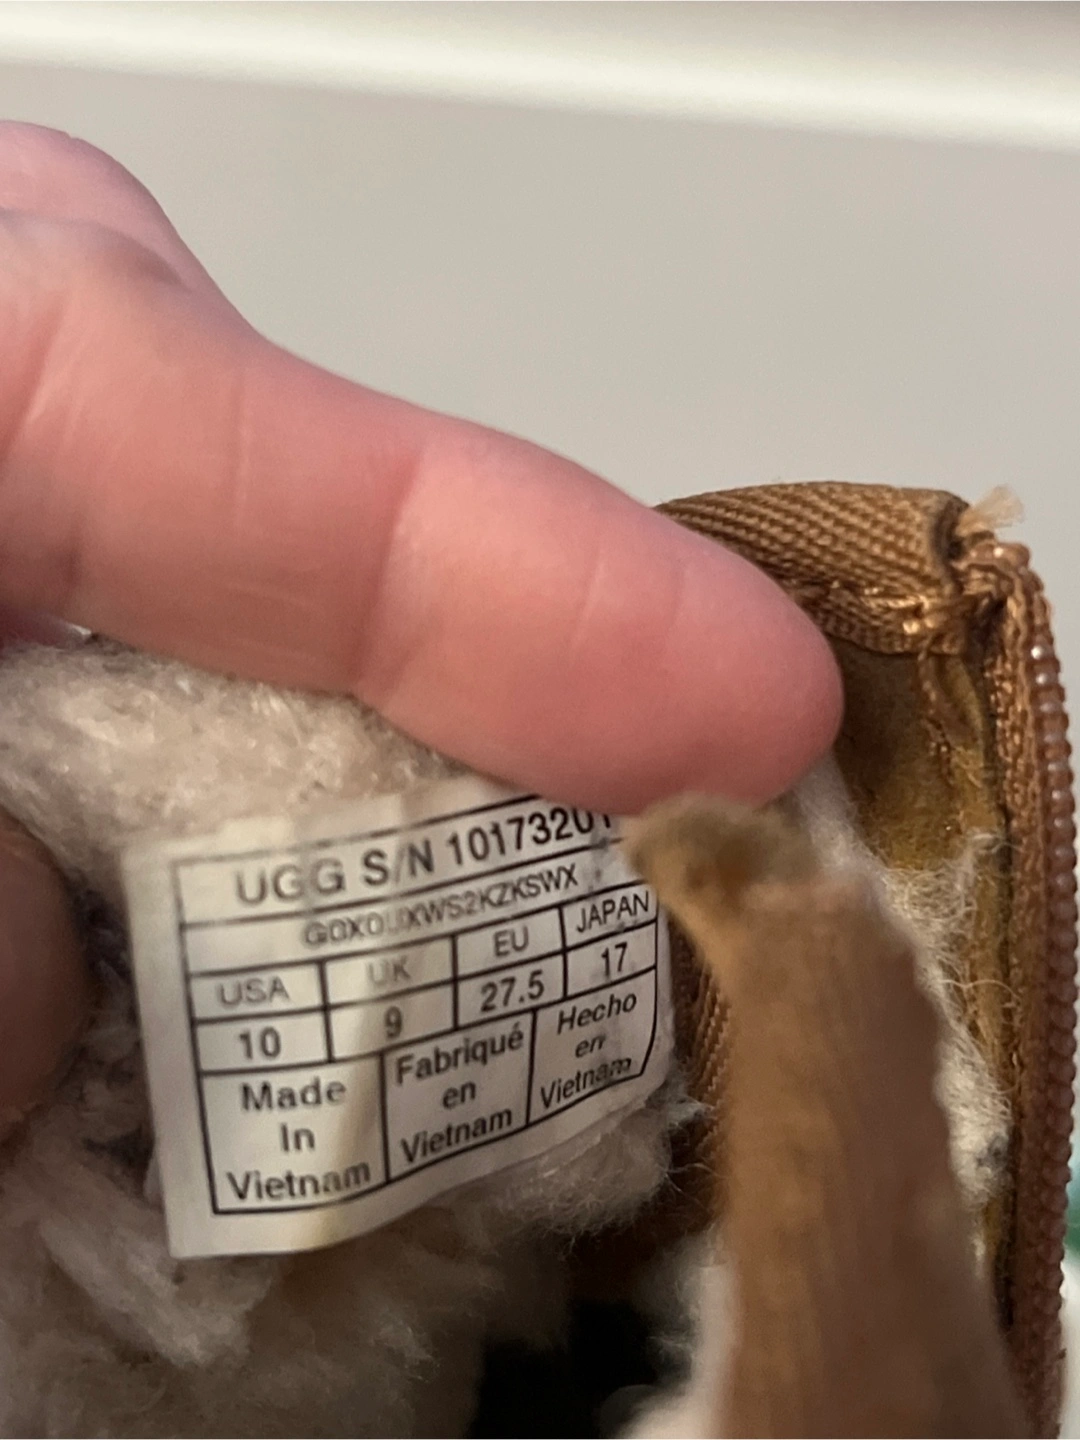 UGG S/N 1017320
USA UK EU JAPAN
10 9 27.5 17
Made
In
Vietnam
Fabriqué
en
Vietnam
Hecho
en
Vietnam